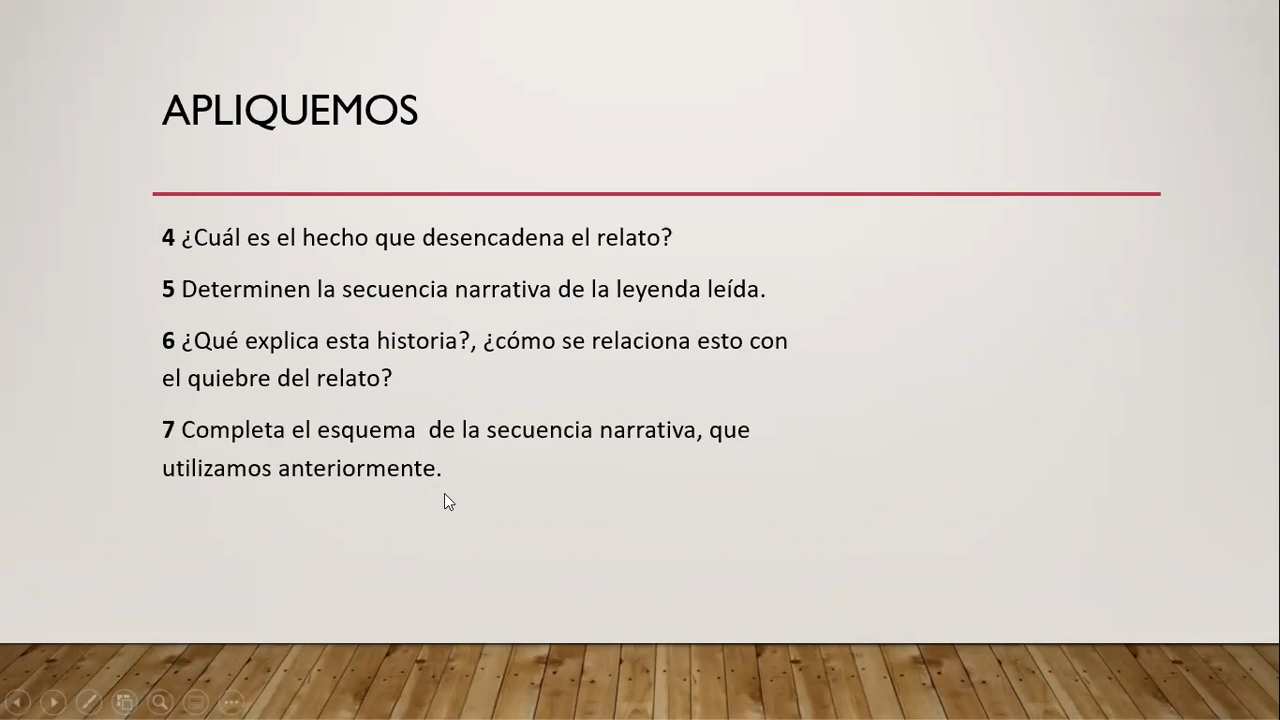 APLIQUEMOS
4 ¿Cuál es el hecho que desencadena el relato?
5 Determinen la secuencia narrativa de la leyenda leída.
6 ¿Qué explica esta historia?, ¿cómo se relaciona esto con
el quiebre del relato?
7 Completa el esquema  de la secuencia narrativa, que
utilizamos anteriormente.